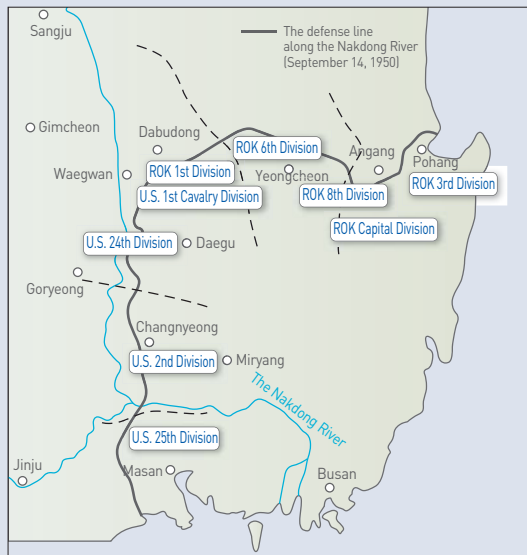 Sangju
The defense line
along the Nakdong River
(September 14, 1950)
Gimcheon
Dabudong
ROK 6th Division
Angang
Pohang
Waegwan
ROK 1st Division
Yeongcheon
ROK 3rd Division
U.S. 1st Cavalry Division
ROK 8th Division
ROK Capital Division
U.S. 24th Division
Daegu
Goryeong
Changnyeong
U.S. 2nd Division
Miryang
The Nakdong River
U.S. 25th Division
Jinju
Masan
Busan